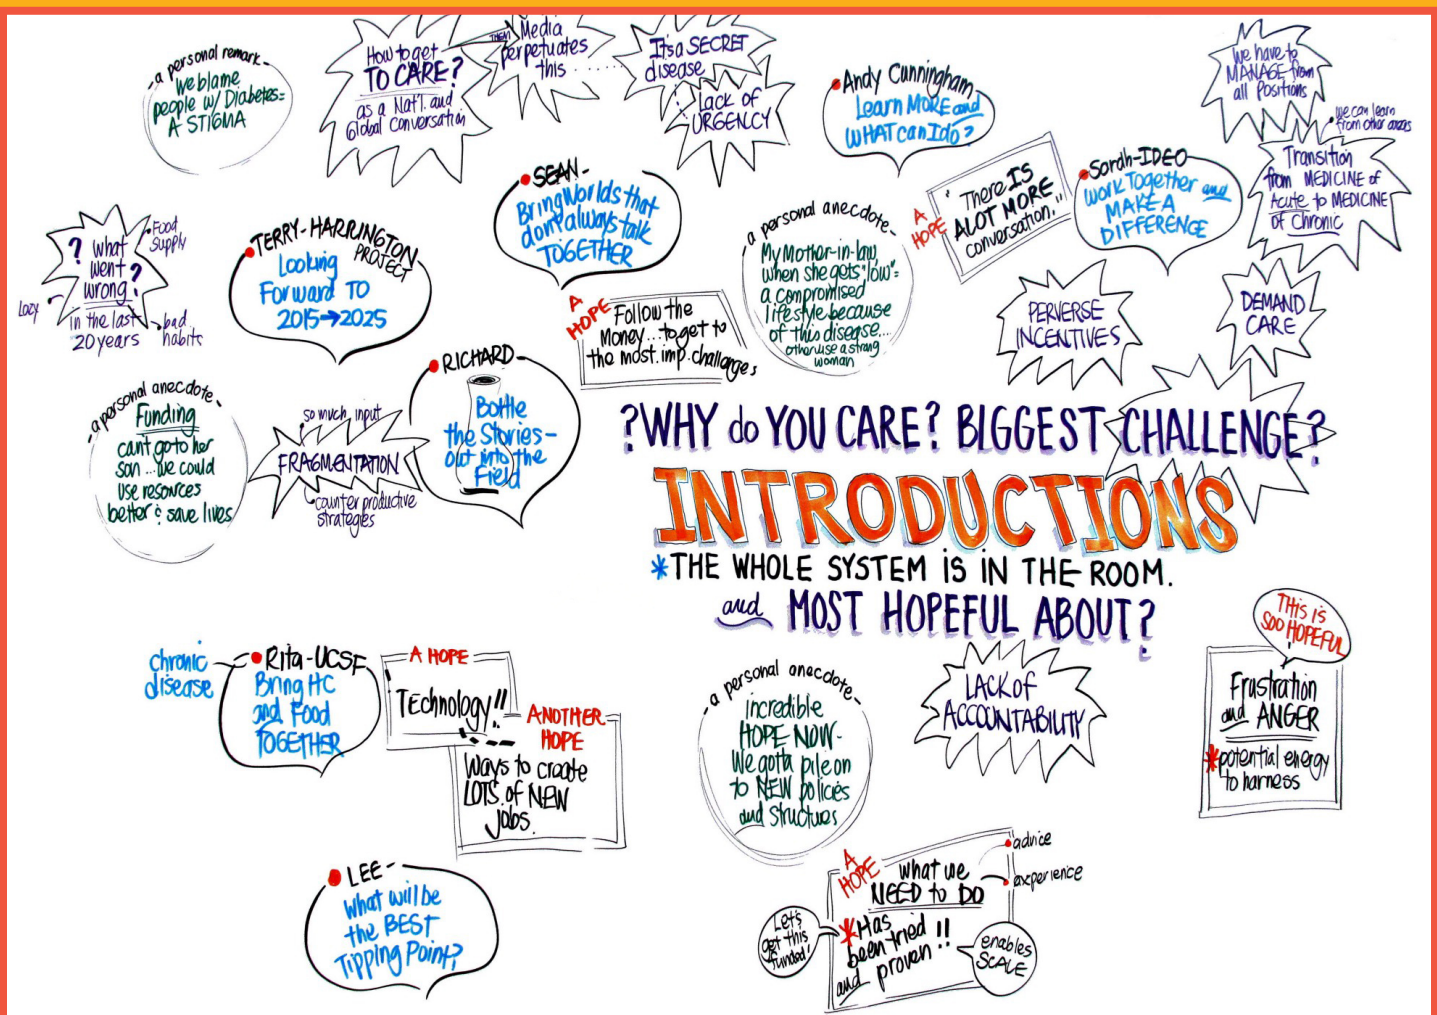 -a personal remark-
we blame
people w/ Diabetes=
A STIGMA
How to get
TO CARE?
as a Nat'l. and
Global Conversation
THEN
Media
perpetuates
this
It's a SECRET
disease
Lack of
URGENCY
Andy Cunningham
Learn MORE and
WHAT can I do?
we have to
MANAGE from
all Positions
we can learn
from other areas
Transition
from MEDICINE of
Acute to MEDICINE
of Chronic
? what
went
wrong?
in the last
20 years
Food
Supply
Lazy
bad
habits
TERRY-HARRINGTON
PROJECT
Looking
Forward TO
2015→2025
SEAN-
Bring Worlds that
don't always talk
TOGETHER
A
HOPE
Follow the
Money...to get to
the most imp. challenges
-a personal anecdote-
My Mother-in-law,
when she gets "low"=
a compromised
lifestyle because
of this disease...
otherwise a strong
woman
A
HOPE
"There IS
ALOT MORE
conversation."
Sordh-IDEO
work Together and
MAKE A
DIFFERENCE
PERVERSE
INCENTIVES
DEMAND
CARE
-a personal anecdote-
Funding
can't go to her
son ...we could
use resources
better & save lives
so much input
FRAGMENTATION
counter productive
strategies
RICHARD-
Bottle
the Stories-
out into the
Field
?WHY do YOU CARE? BIGGEST CHALLENGE?
INTRODUCTIONS
*THE WHOLE SYSTEM IS IN THE ROOM.
and MOST HOPEFUL ABOUT?
chronic
disease
Rita-UCSF
Bring HC
and Food
TOGETHER
A HOPE
Technology!!
ANOTHER
HOPE
Ways to create
LOTS of NEW
jobs.
-a personal anecdote-
incredible
HOPE NOW-
We gotta pile on
to NEW policies
and structures
LACK of
ACCOUNTABILITY
THIS is
SOO HOPEFUL
Frustration
and ANGER
*potential energy
to harness
LEE-
What will be
the BEST
Tipping Point?
A
HOPE
what we
NEED to DO
*Has
been tried
and proven!!
advice
experience
Let's
get this
funded!
enables
SCALE